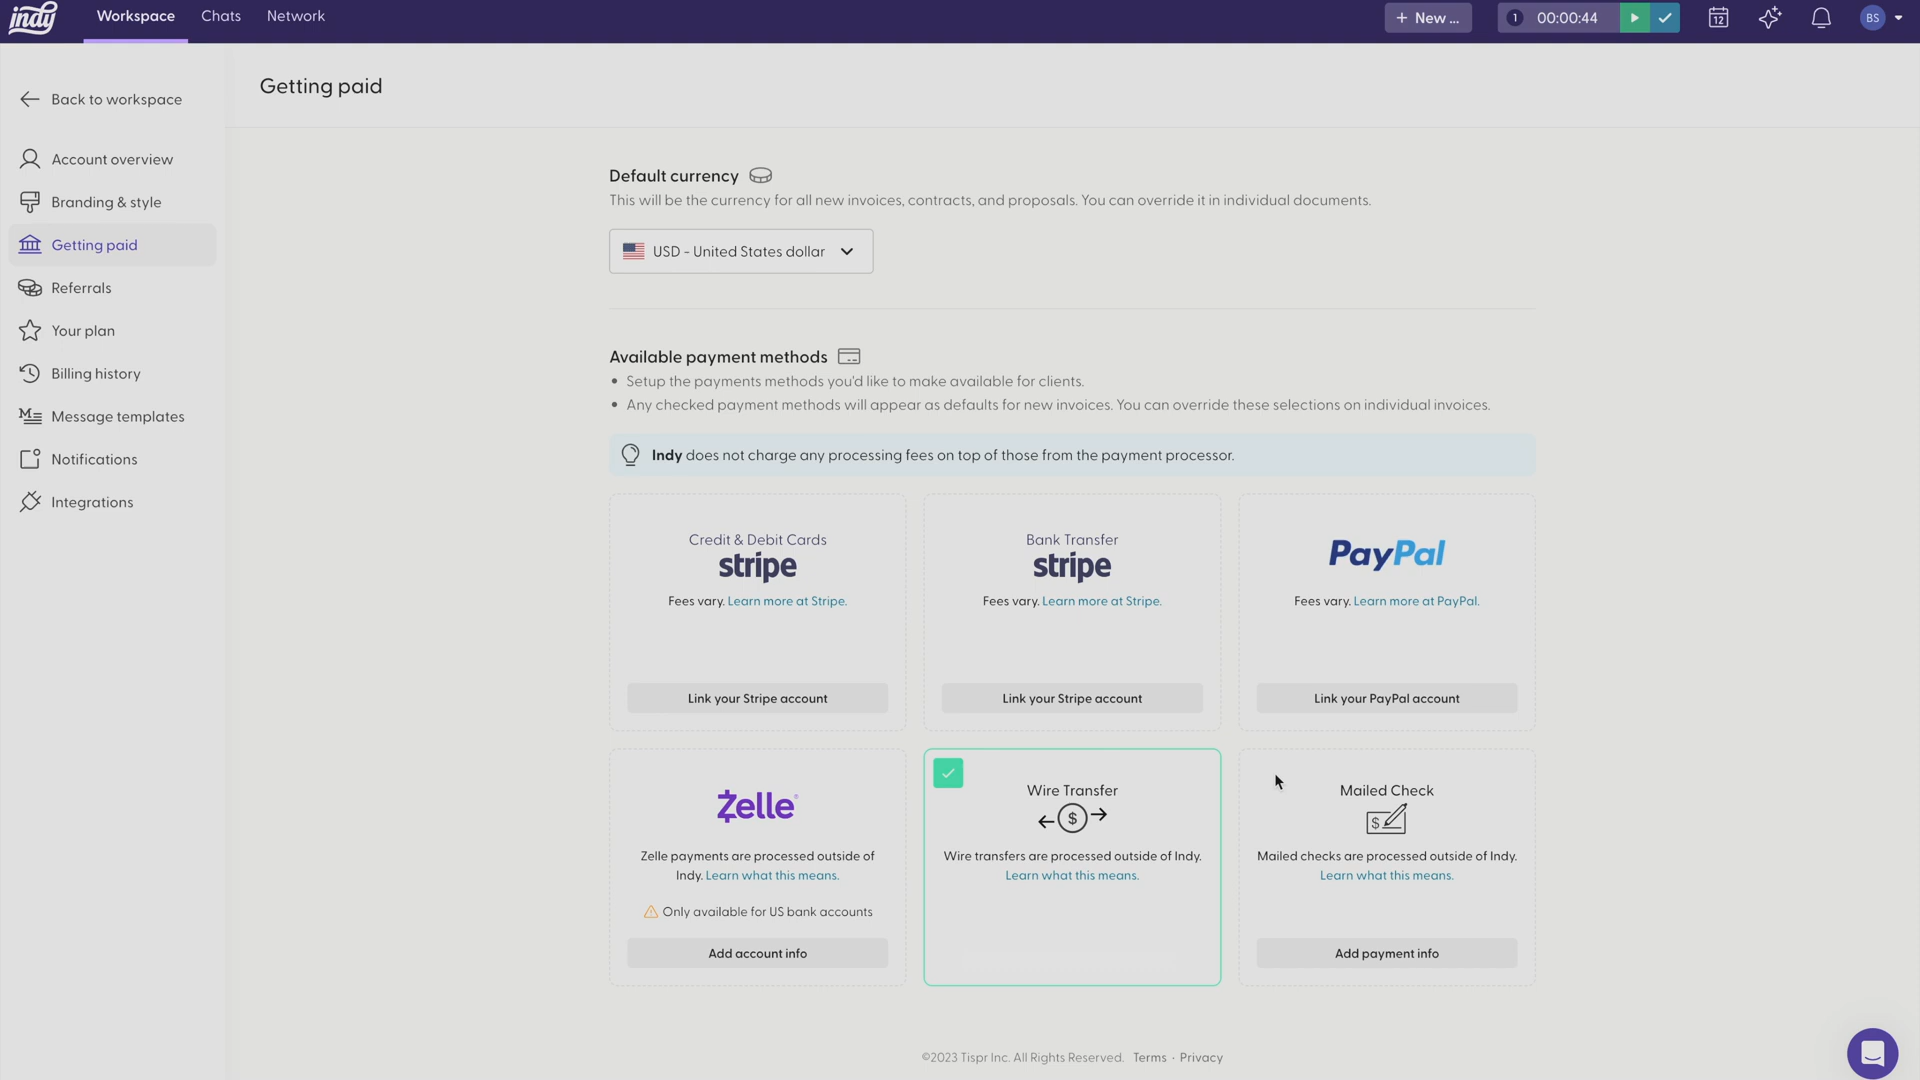 indy
Workspace
Chats
Network
+ New ...
1
00:00:44
12
BS
Back to workspace
Account overview
Branding & style
Getting paid
Referrals
Your plan
Billing history
Message templates
Notifications
Integrations
Getting paid
Default currency
This will be the currency for all new invoices, contracts, and proposals. You can override it in individual documents.
USD - United States dollar
Available payment methods
• Setup the payments methods you'd like to make available for clients.
• Any checked payment methods will appear as defaults for new invoices. You can override these selections on individual invoices.
Indy does not charge any processing fees on top of those from the payment processor.
Credit & Debit Cards
stripe
Fees vary. Learn more at Stripe.
Link your Stripe account
Bank Transfer
stripe
Fees vary. Learn more at Stripe.
Link your Stripe account
PayPal
Fees vary. Learn more at PayPal.
Link your PayPal account
Zelle
Zelle payments are processed outside of
Indy. Learn what this means.
Only available for US bank accounts
Add account info
Wire Transfer
$
Wire transfers are processed outside of Indy.
Learn what this means.
Mailed Check
$
Mailed checks are processed outside of Indy.
Learn what this means.
Add payment info
©2023 Tispr Inc. All Rights Reserved. Terms · Privacy